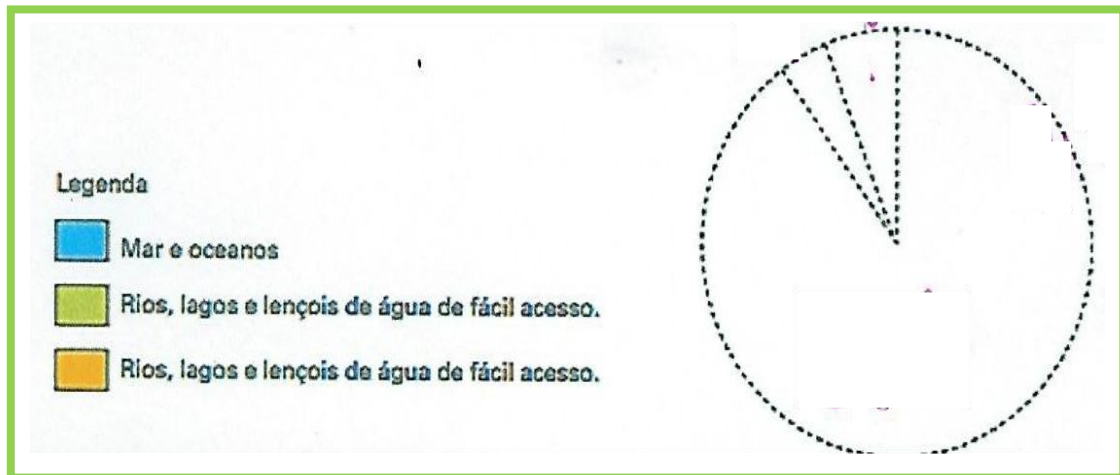 Legenda
Mar e oceanos
Rios, lagos e lençois de água de fácil acesso.
Rios, lagos e lençois de água de fácil acesso.